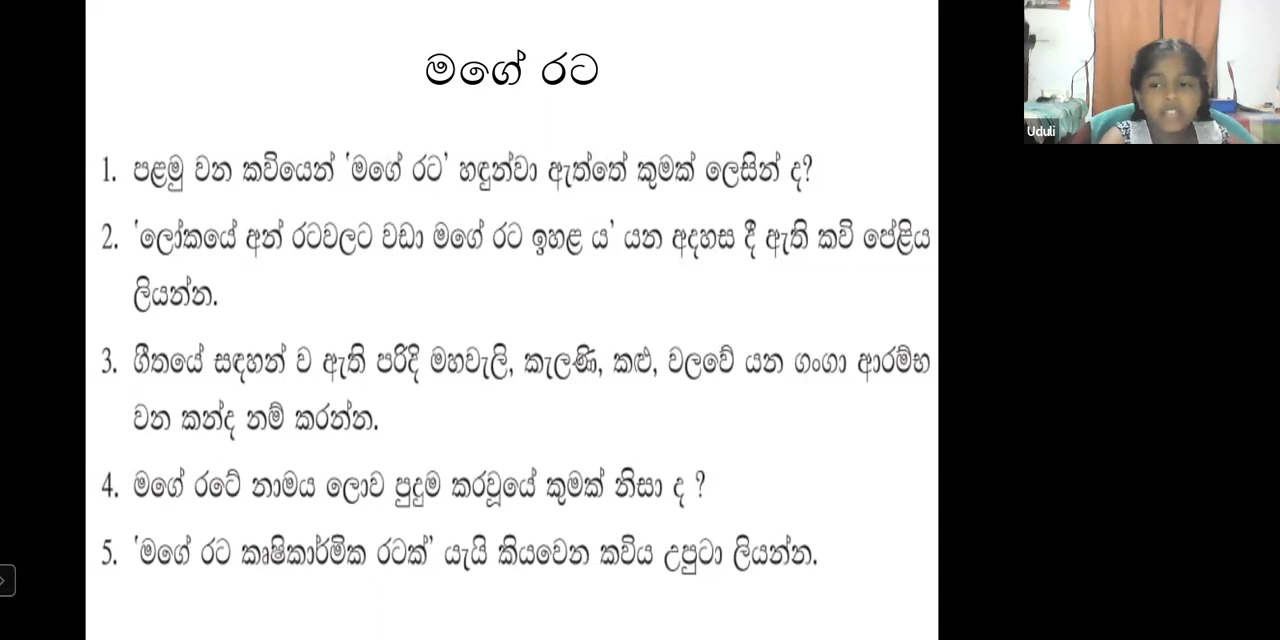 මගේ රට
1. පළමු වන කවියෙන් 'මගේ රට' හඳුන්වා ඇත්තේ කුමක් ලෙසින් ද?
2. 'ලෝකයේ අන් රටවලට වඩා මගේ රට ඉහළ ය' යන අදහස දී ඇති කවි පේළිය
ලියන්න.
3. ගීතයේ සඳහන් ව ඇති පරිදි මහවැලි, කැලණි, කළු, වලවේ යන ගංගා ආරම්භ
වන කන්ද නම් කරන්න.
4. මගේ රටේ නාමය ලොව පුදුම කරවූයේ කුමක් නිසා ද ?
5. 'මගේ රට කෘෂිකාර්මික රටක්' යැයි කියවෙන කවිය උපුටා ලියන්න.
Uduli